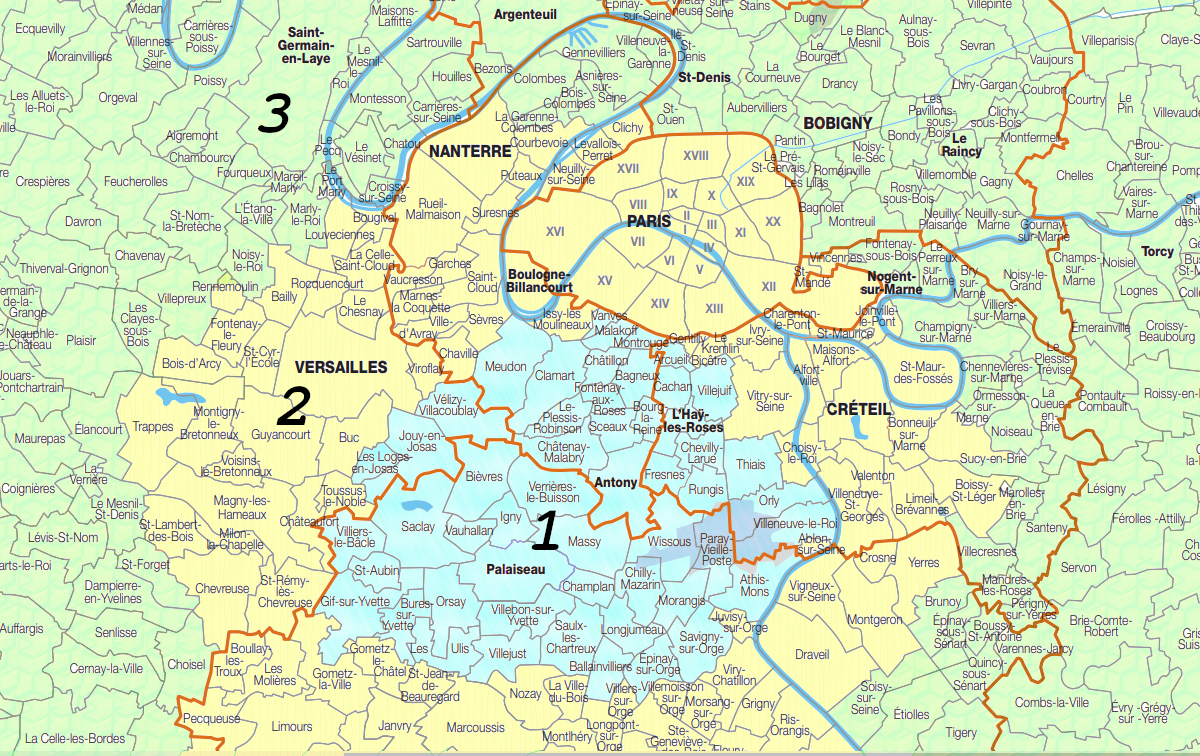 Médan
Ecquevilly
Carrières-
sous-
Poissy
Villennes-
sur-
Seine
Morainvilliers
Poissy
Saint-
Germain-
en-Laye
Maisons-
Laffitte
Le
Mesnil-
le-
Roi
Sartrouville
Houilles
Bezons
Argenteuil
Epinay-
sur-Seine
Villeneuve-
la-
Garenne
Gennevilliers
Ile-
St-
Denis
St-Denis
Stains
Dugny
Le
Bourget
Le Blanc-
Mesnil
Aulnay-
sous-
Bois
Villepinte
Sevran
Villeparisis
Vaujours
Les Alluets-
le-Roi
Orgeval
3
Montesson
Carrières-
sur-Seine
Colombes
Asnières-
sur-
Seine
Bois-
Colombes
La Garenne-
Colombes
Courbevoie
Clichy
St-
Ouen
La
Courneuve
Drancy
Aubervilliers
BOBIGNY
Livry-Gargan
Coubron
Courtry
Le
Pin
Les
Pavillons-
sous-
Bois
Clichy-
sous-Bois
Montfermeil
Aigremont
Chambourcy
Fourqueux
Mareil-
Marly
Le
Pecq
Le
Vésinet
Chatou
NANTERRE
Levallois-
Perret
Neuilly-
sur-Seine
Puteaux
Pantin
Le Pré-
St-Gervais
Les Lilas
Romainville
Noisy-
le-Sec
Bondy
Le
Raincy
Villemomble
Gagny
Chelles
Brou-
sur-
Chantereine
Crespières
Feucherolles
Le
Port
Marly
Croissy-
sur-Seine
Rueil-
Malmaison
Suresnes
XVII
XVIII
XIX
IX
X
VIII
II
III
PARIS
XVI
VII
IV
XI
XX
VI
V
XV
XIV
XIII
XII
Bagnolet
Montreuil
Rosny-
sous-
Bois
Neuilly-
Plaisance
Neuilly-sur-
Marne
Gournay-
sur-Marne
Vaires-
sur-
Marne
Davron
St-Nom-
la-Bretèche
L'Étang-
la-Ville
Marly-
le-Roi
Bougival
Louveciennes
Chavenay
Noisy-
le-Roi
La Celle-
Saint-Cloud
Garches
Vaucresson
Saint-
Cloud
Boulogne-
Billancourt
St-
Mandé
Vincennes
Fontenay-
sous-Bois
Le
Perreux
sur-
Marne
Nogent-
sur-Marne
Bry-
sur-
Marne
Noisy-le-
Grand
Champs-
sur-
Marne
Noisiel
Torcy
Lognes
Thiverval-Grignon
Rennemoulin
Villepreux
Bailly
Rocquencourt
Le
Chesnay
Marnes-
la Coquette
Ville-
d'Avray
Sèvres
Issy-les
Moulineaux
Vanves
Malakoff
Montrouge
Gentilly
Le
Kremlin
Bicêtre
Ivry-
sur-Seine
Charenton-
le-Pont
St-Maurice
Joinville-
le-Pont
Villiers-
sur-Marne
Champigny-
sur-Marne
Emerainville
Croissy-
Beaubourg
Les
Clayes-
sous-
Bois
Plaisir
Fontenay-
le-
Fleury
St-Cyr-
l'École
Bois-d'Arcy
VERSAILLES
Viroflay
Chaville
Meudon
Clamart
Châtillon
Fontenay-
aux-
Roses
Bagneux
Arcueil
Cachan
Villejuif
Vitry-sur-
Seine
Maisons-
Alfort
Alfort-
ville
St-Maur-
des-Fossés
Chennevières-
sur-
Marne
Ormesson-
Le
Plessis-
Trévise
La
Queue-
en-
Brie
Pontault-
Combault
Roissy-en-
2
Montigny-
le-
Bretonneux
Guyancourt
Trappes
Élancourt
Maurepas
Buc
Vélizy-
Villacoublay
Jouy-en-
Josas
Les Loges-
en-Josas
Le-
Plessis-
Robinson
Sceaux
Bourg-
la-
Reine
L'Haÿ-
les-Roses
Châtenay-
Malabry
Chevilly-
Larue
Thiais
Choisy-
le-Roi
CRÉTEIL
Bonneuil-
sur-
Marne
Noiseau
Sucy-en-Brie
La
Verrière
Coignières
Voisins-
le-Bretonneux
Bièvres
Verrières-
le-Buisson
Antony
Fresnes
Rungis
Orly
Valenton
Villeneuve-
St-
Georges
Limeil-
Brévannes
Boissy-
St-Léger
Marolles-
en-
Brie
Lésigny
Le Mesnil-
St-Denis
Magny-les-
Hameaux
Toussus-
le-Noble
Saclay
Igny
Vauhallan
1
Massy
Wissous
Paray-
Vieille-
Poste
Villeneuve-le-Roi
Ablon-
sur-Seine
Santeny
Férolles -Attilly
Lévis-St-Nom
St-Lambert-
des-Bois
Milon-
la-Chapelle
Châteaufort
Villiers-
le-Bâcle
Palaiseau
Villecresnes
Crosne
Yerres
Servon
St-Forget
Dampierre-
en-Yvelines
Chevreuse
St-Rémy-
lès-
Chevreuse
St-Aubin
Gif-sur-Yvette
Bures-
sur-
Yvette
Orsay
Champlan
Chilly-
Mazarin
Athis-
Mons
Vigneux-
sur-Seine
Mandres-
les-Roses
Périgny
-sur-Yerres
Brunoy
Villebon-sur-
Yvette
Morangis
Longjumeau
Juvisy-
sur-Orge
Montgeron
Epinay-
sous-
Sénart
Boussy-
St-Antoine
Varennes-Jarcy
Brie-Comte-
Robert
Auffargis
Senlisse
Cernay-la-Ville
Choisel
Boullay-
les-
Troux
Les
Molières
Gometz-
le-
Châtel
Gometz-
la-Ville
Les
Ulis
St-Jean-
de-
Beauregard
Villejust
Saulx-
les-
Chartreux
Ballainvilliers
Epinay-
sur-Orge
Savigny-
sur-Orge
Draveil
Quincy-
sous-
Sénart
Combs-la-Ville
Évry -Grégy-
sur -Yerre
Pecqueuse
Limours
Janvry
Marcoussis
Nozay
La Ville-
du-Bois
Villiers-
sur-
Orge
Longpont-
sur-
Orge
Montlhéry
Villemoisson-
sur-
Orge
Morsang-
sur-
Orge
Ste-
Geneviève-
Viry-
Chatillon
Grigny
Ris-
Orangis
Fleury-
Soisy-
sur-
Seine
Étiolles
Tigery
La Celle-les-Bordes